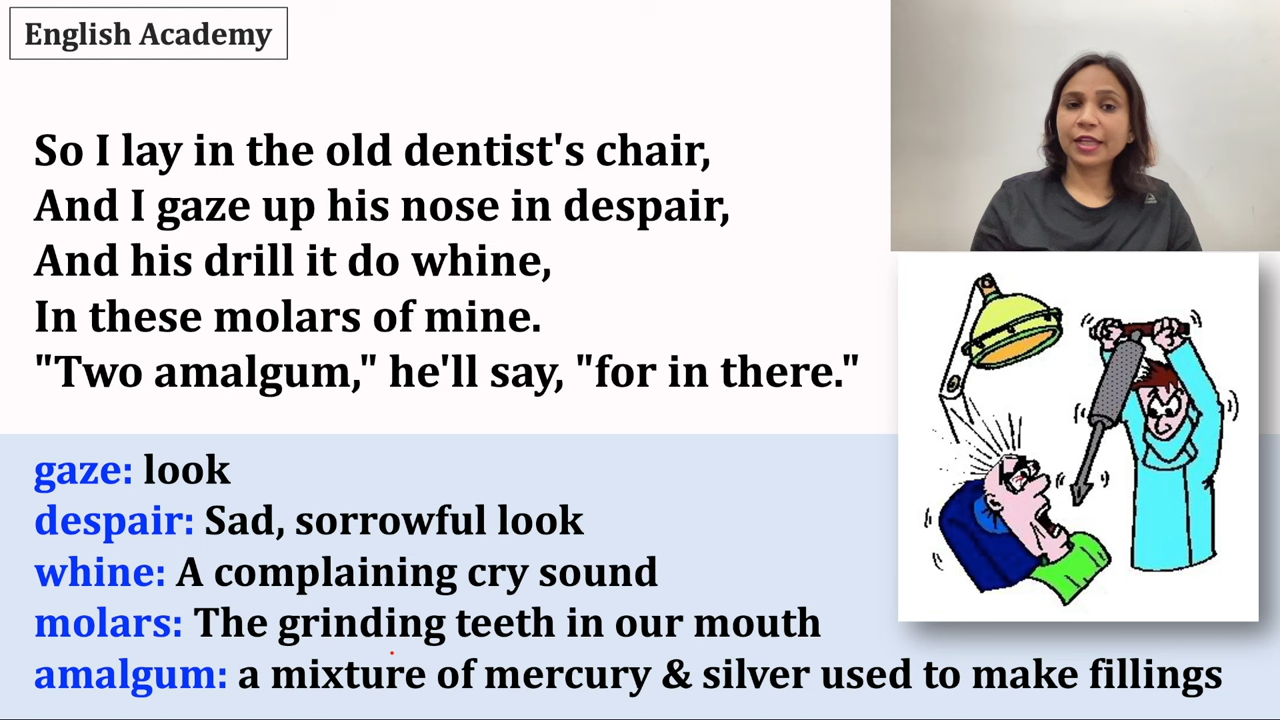 English Academy
So I lay in the old dentist's chair,
And I gaze up his nose in despair,
And his drill it do whine,
In these molars of mine.
"Two amalgum," he'll say, "for in there."
gaze: look
despair: Sad, sorrowful look
whine: A complaining cry sound
molars: The grinding teeth in our mouth
amalgum: a mixture of mercury & silver used to make fillings